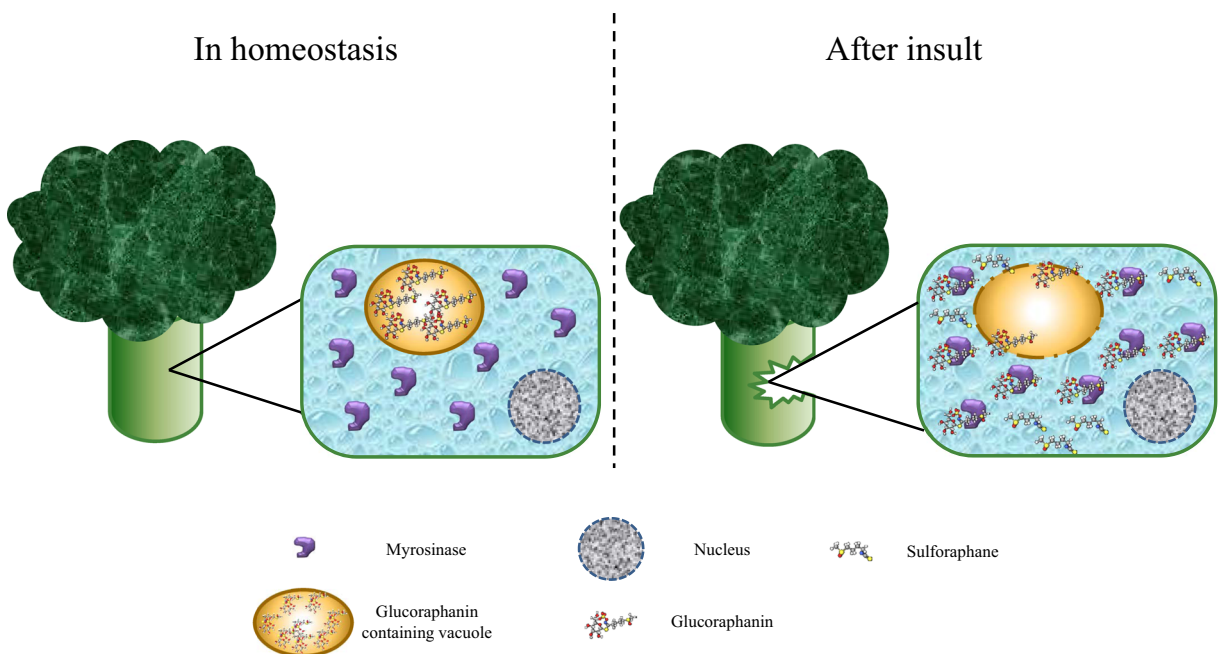 In homeostasis
After insult
Myrosinase
Nucleus
Sulforaphane
Glucoraphanin
containing vacuole
Glucoraphanin